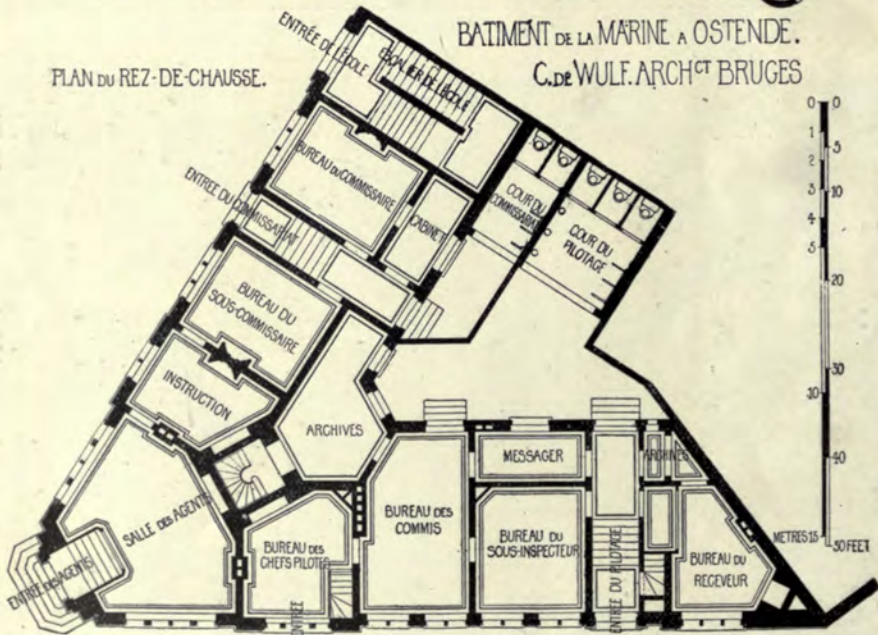 BATIMENT DE LA MARINE A OSTENDE.
C. DE WULF. ARCHCT BRUGES
PLAN DU REZ-DE-CHAUSSE.
ENTRÉE DE L'ÉCOLE
ESCALIER DE L'ÉCOLE
BUREAU DU COMMISSAIRE
CABINET
ENTREE DU COMMISSARIAT
COUR DU
COMMISSARIAT
COUR DU
PILOTAGE
BUREAU DU
SOUS-COMMISSAIRE
INSTRUCTION
ARCHIVES
SALLE DES AGENTS
ENTRÉE DES AGENTS
BUREAU DES
CHEFS PILOTES
ENTRÉE
BUREAU DES
COMMIS
MESSAGER
BUREAU DU
SOUS-INSPECTEUR
ENTRÉE DU PILOTAGE
ARCHIVES
BUREAU DU
RECEVEUR
0 0
1
2 5
3
4 10
5
20
30
10
40
METRES 15 50 FEET